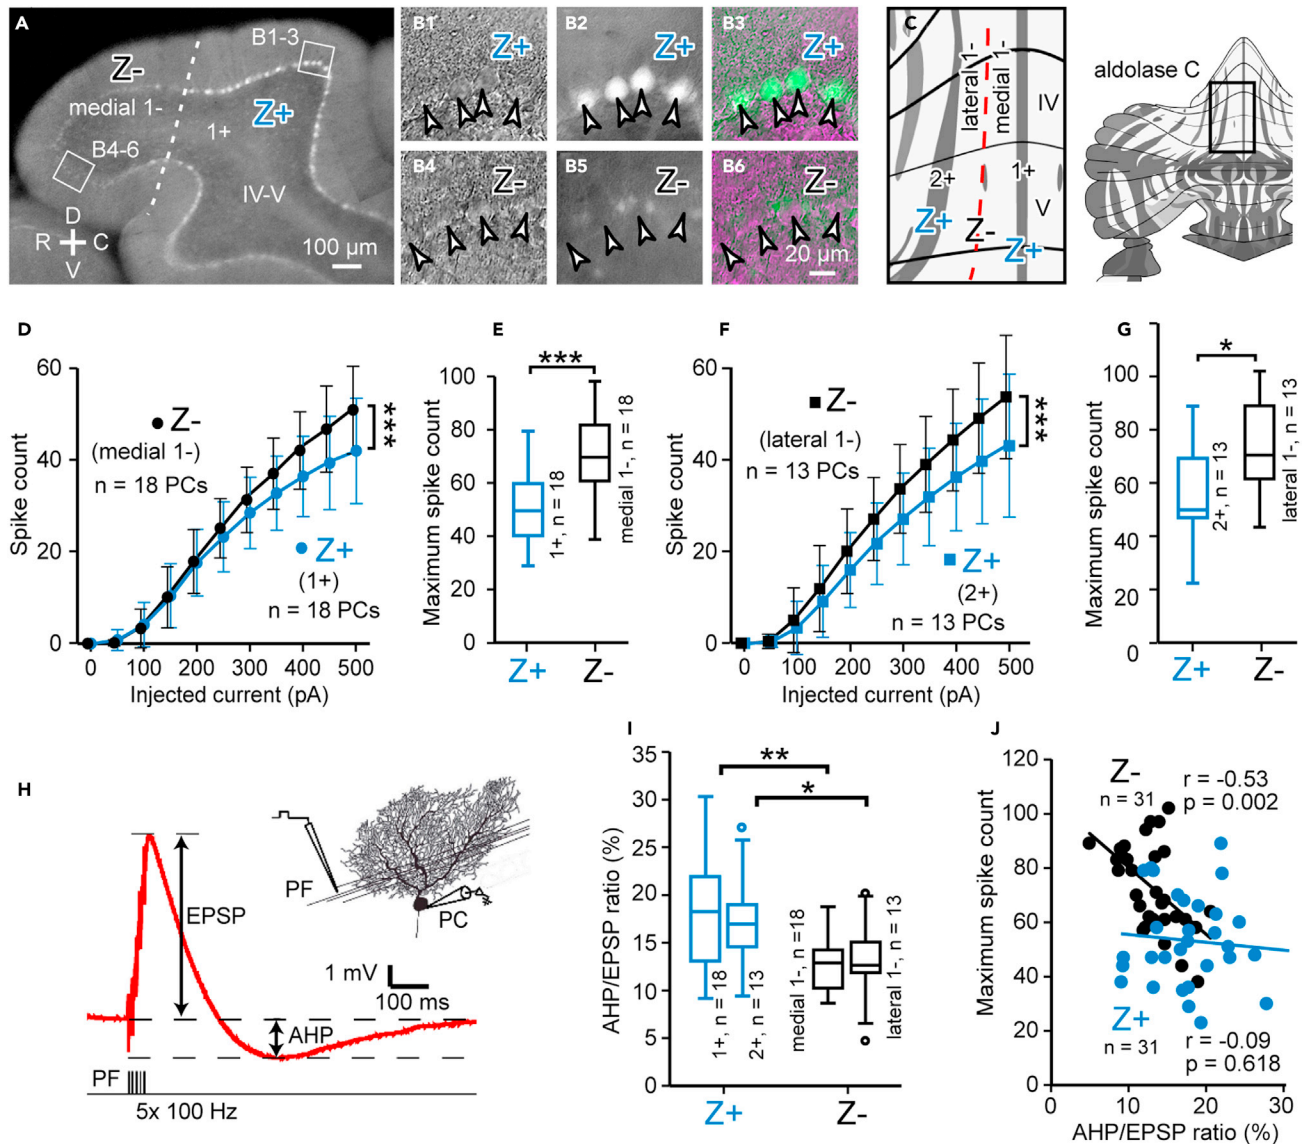 A
Z-
medial 1-
B1-3
Z+
1+
B4-6
IV-V
D
R
C
V
100 µm
B1
Z+
B2
Z+
B3
Z+
B4
Z-
B5
Z-
B6
Z-
20 µm
C
lateral 1-
medial 1-
IV
2+
1+
Z+
V
Z-
Z+
aldolase C
D
Spike count
60
40
20
0
Z-
(medial 1-)
n = 18 PCs
***
Z+
(1+)
n = 18 PCs
0 100 200 300 400 500
Injected current (pA)
E
Maximum spike count
100
80
60
40
20
0
***
1+, n = 18
medial 1-, n = 18
Z+ Z-
F
Spike count
60
40
20
0
Z-
(lateral 1-)
n = 13 PCs
***
Z+
(2+)
n = 13 PCs
0 100 200 300 400 500
Injected current (pA)
G
Maximum spike count
100
80
60
40
20
0
*
2+, n = 13
lateral 1-, n = 13
Z+ Z-
H
EPSP
AHP
PF
PC
1 mV
100 ms
PF
5x 100 Hz
I
AHP/EPSP ratio (%)
35
30
25
20
15
10
5
0
**
*
1+, n = 18
2+, n = 13
medial 1-, n =18
lateral 1-, n = 13
Z+ Z-
J
Maximum spike count
120
100
80
60
40
20
0
Z-
n = 31
r = -0.53
p = 0.002
Z+
n = 31
r = -0.09
p = 0.618
0 10 20 30
AHP/EPSP ratio (%)